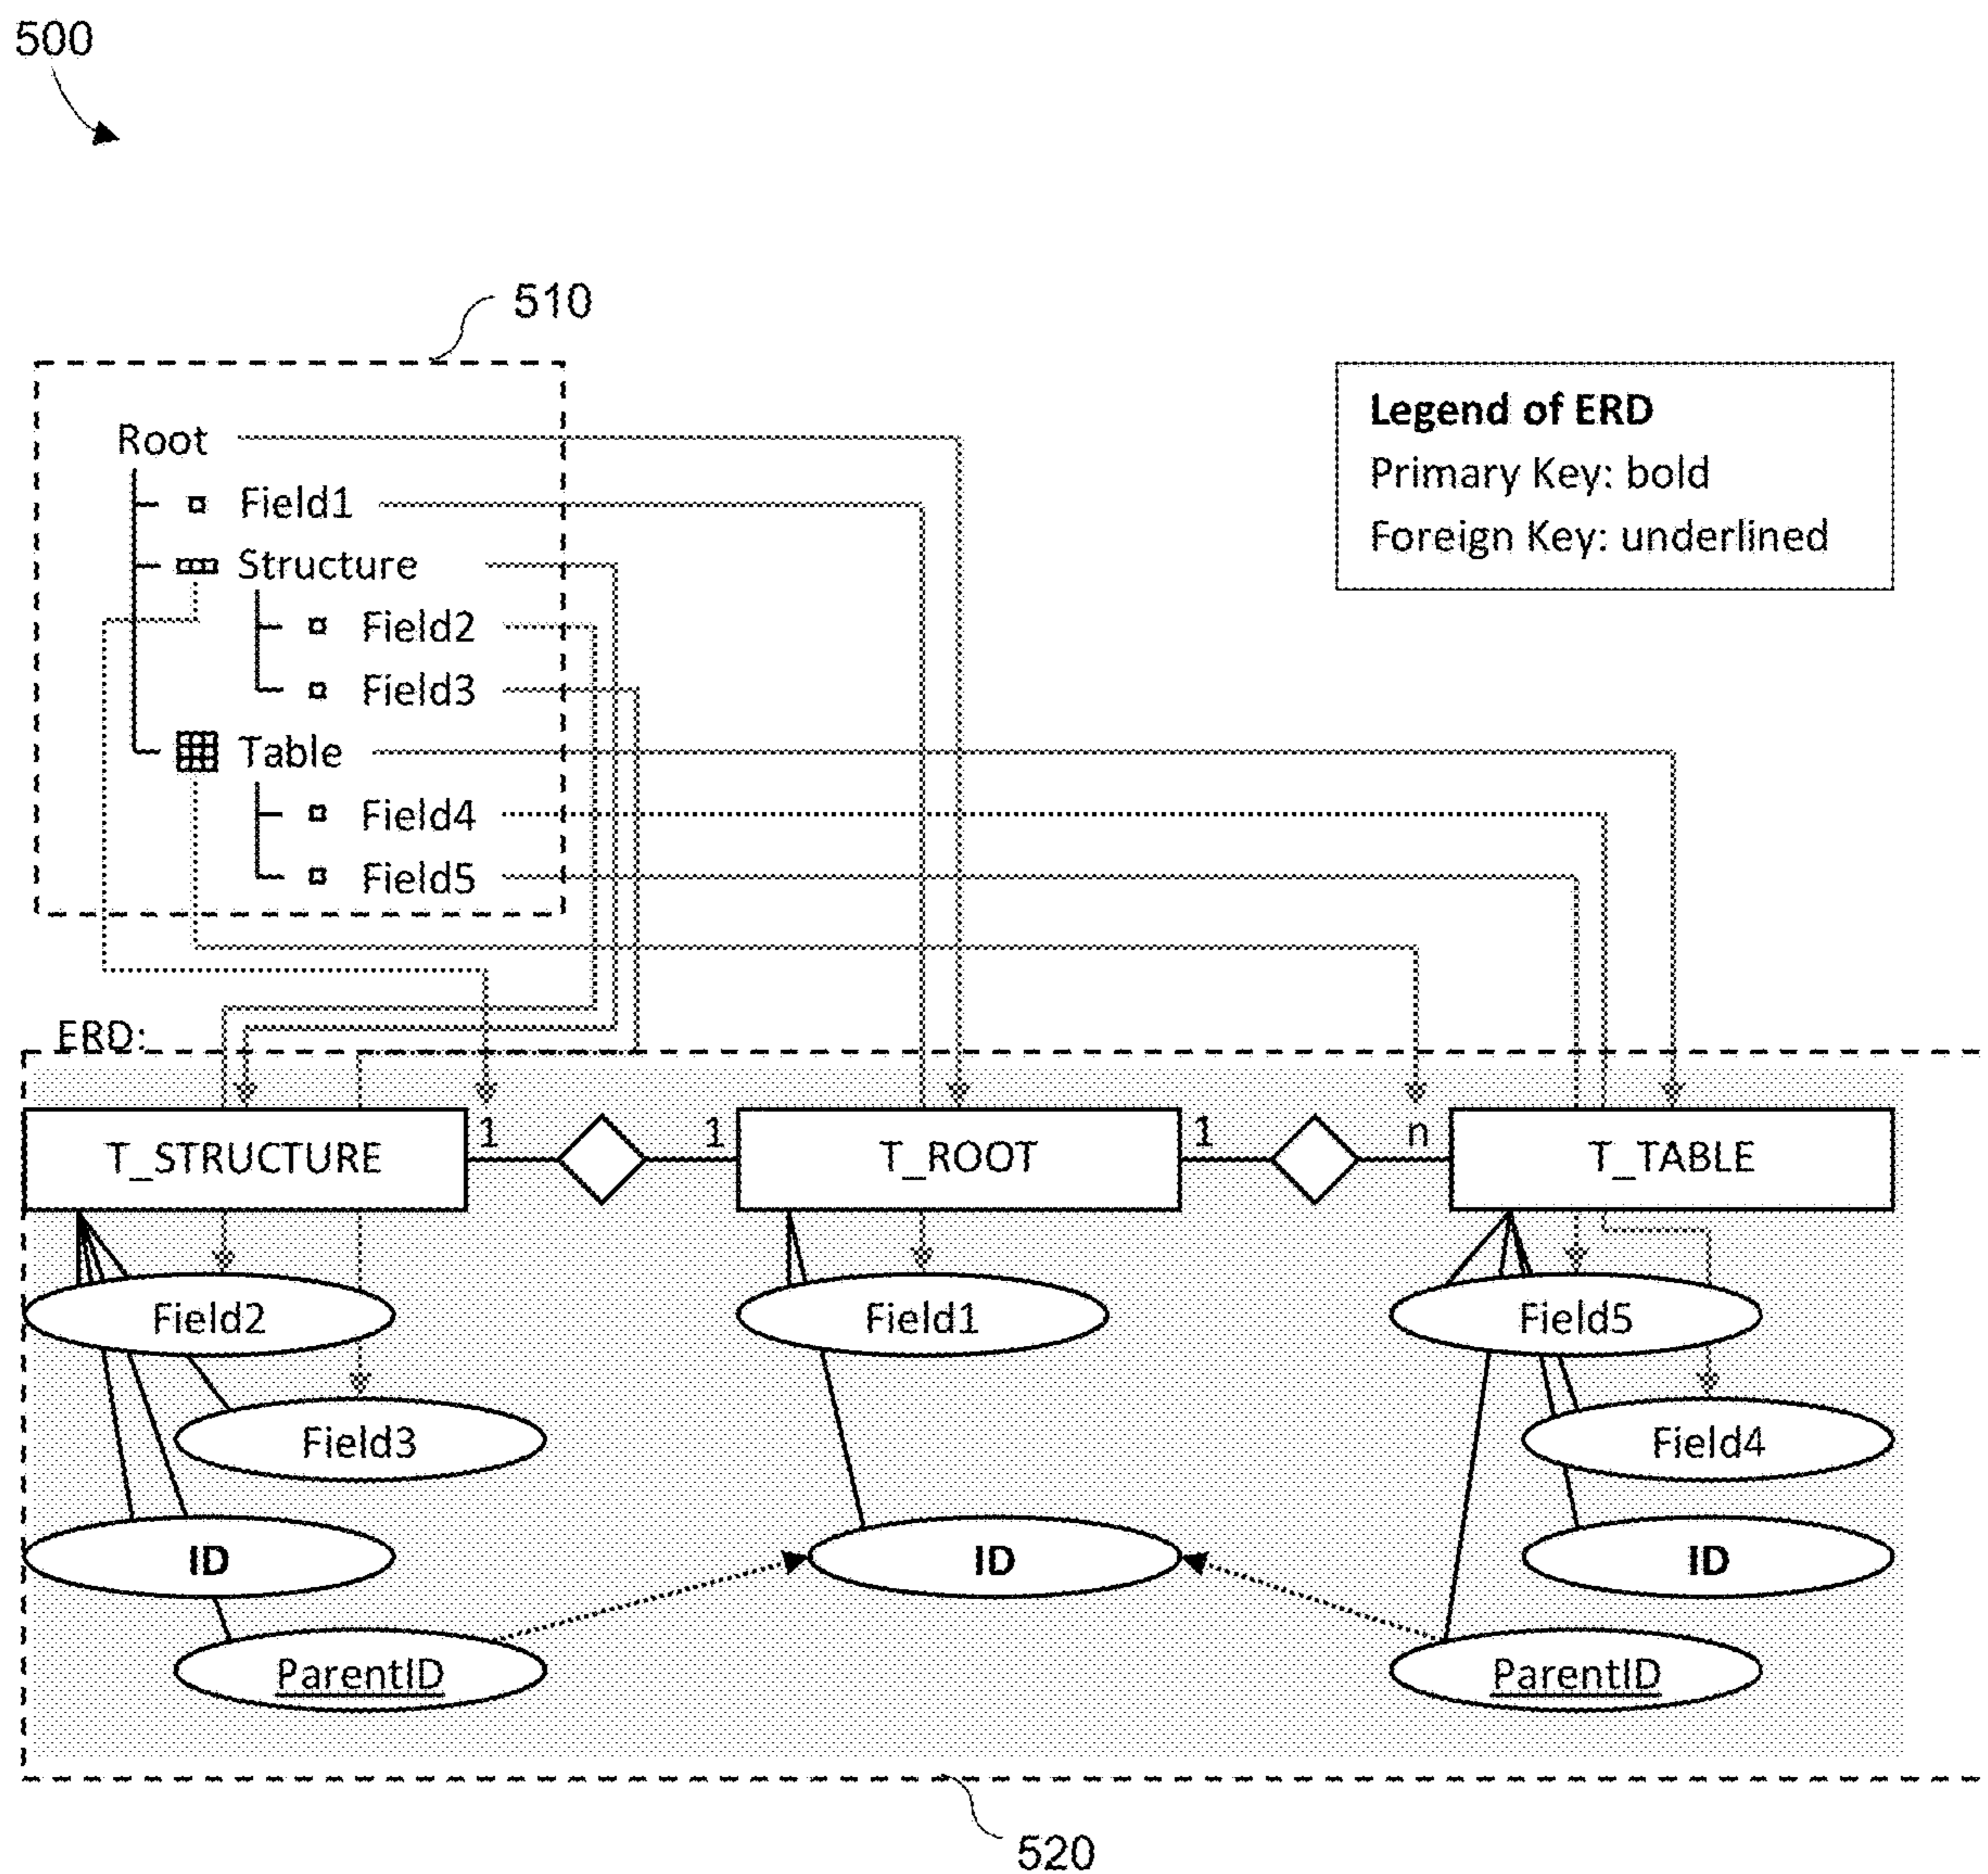 500
510
Root
Field1
Structure
Field2
Field3
Table
Field4
Field5
Legend of ERD
Primary Key: bold
Foreign Key: underlined
ERD:
T_STRUCTURE
1
1
T_ROOT
1
n
T_TABLE
Field2
Field1
Field5
Field3
Field4
ID
ID
ID
ParentID
ParentID
520